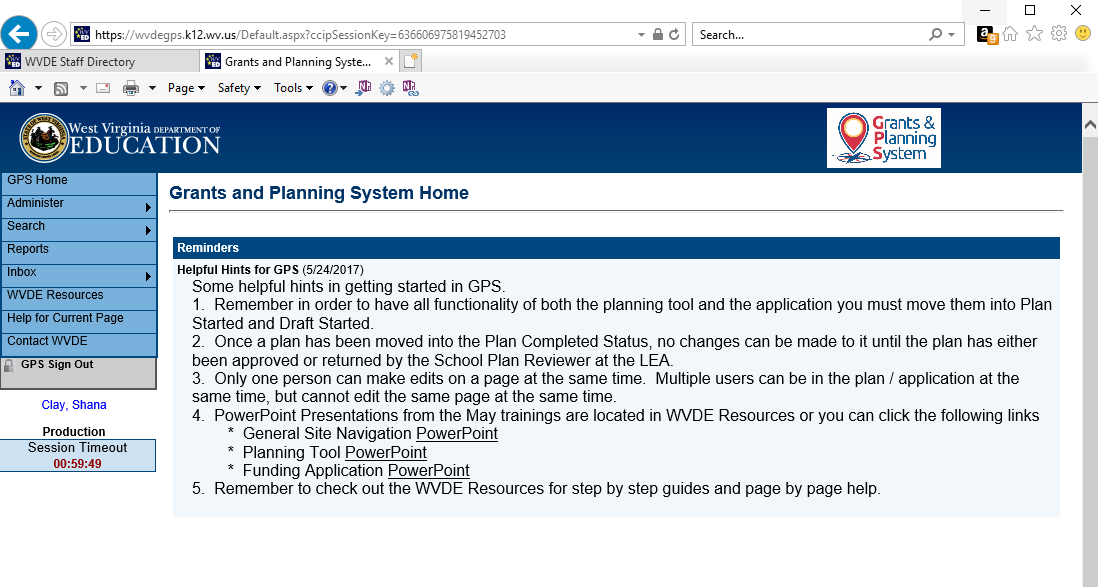 https://wvdegps.k12.wv.us/Default.aspx?ccipSessionKey=636606975819452703
Search...
WVDE Staff Directory
Grants and Planning Syste...
Page
Safety
Tools
West Virginia DEPARTMENT OF
EDUCATION
Grants &
Planning
System
GPS Home
Administer
Search
Reports
Inbox
WVDE Resources
Help for Current Page
Contact WVDE
GPS Sign Out
Clay, Shana
Production
Session Timeout
00:59:49
Grants and Planning System Home
Reminders
Helpful Hints for GPS (5/24/2017)
Some helpful hints in getting started in GPS.
1. Remember in order to have all functionality of both the planning tool and the application you must move them into Plan
Started and Draft Started.
2. Once a plan has been moved into the Plan Completed Status, no changes can be made to it until the plan has either
been approved or returned by the School Plan Reviewer at the LEA.
3. Only one person can make edits on a page at the same time. Multiple users can be in the plan / application at the
same time, but cannot edit the same page at the same time.
4. PowerPoint Presentations from the May trainings are located in WVDE Resources or you can click the following links
* General Site Navigation PowerPoint
* Planning Tool PowerPoint
* Funding Application PowerPoint
5. Remember to check out the WVDE Resources for step by step guides and page by page help.